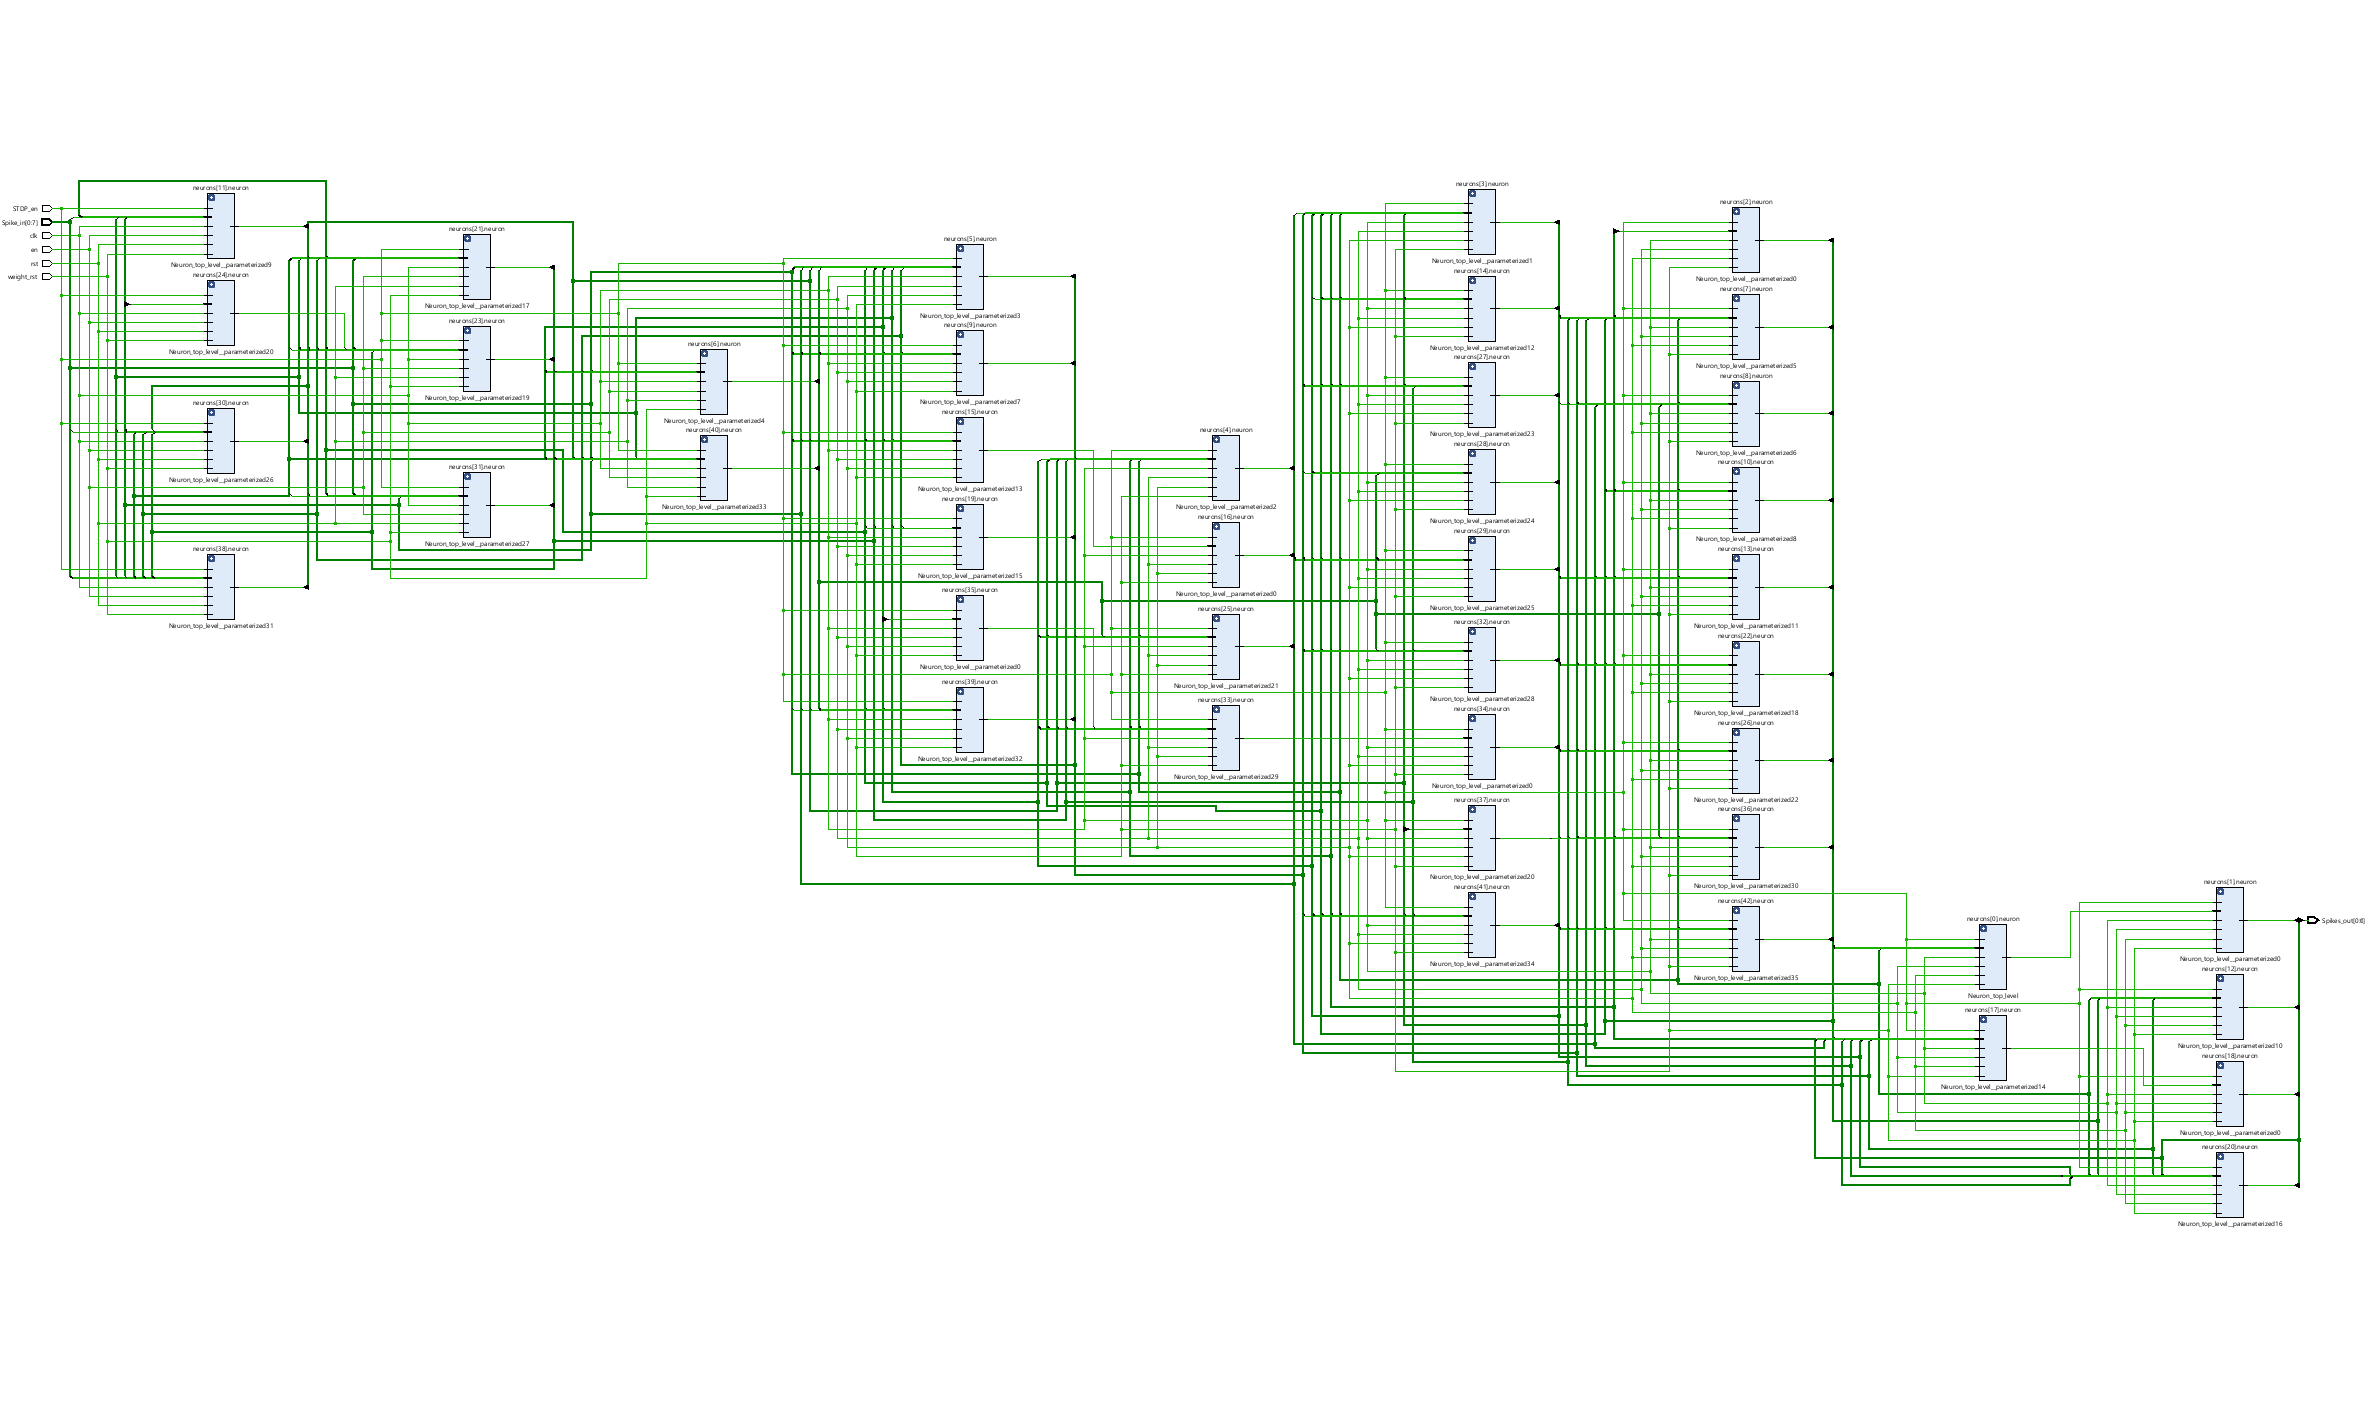 STDP_en
Spike_in[0:7]
clk
en
rst
weight_rst
neurons[11].neuron
Neuron_top_level__parameterized9
neurons[24].neuron
Neuron_top_level__parameterized20
neurons[30].neuron
Neuron_top_level__parameterized26
neurons[38].neuron
Neuron_top_level__parameterized31
neurons[21].neuron
Neuron_top_level__parameterized17
neurons[23].neuron
Neuron_top_level__parameterized19
neurons[31].neuron
Neuron_top_level__parameterized27
neurons[6].neuron
Neuron_top_level__parameterized4
neurons[40].neuron
Neuron_top_level__parameterized33
neurons[5].neuron
Neuron_top_level__parameterized3
neurons[9].neuron
Neuron_top_level__parameterized7
neurons[15].neuron
Neuron_top_level__parameterized13
neurons[19].neuron
Neuron_top_level__parameterized15
neurons[35].neuron
Neuron_top_level__parameterized0
neurons[39].neuron
Neuron_top_level__parameterized32
neurons[4].neuron
Neuron_top_level__parameterized2
neurons[16].neuron
Neuron_top_level__parameterized0
neurons[25].neuron
Neuron_top_level__parameterized21
neurons[33].neuron
Neuron_top_level__parameterized29
neurons[3].neuron
Neuron_top_level__parameterized1
neurons[14].neuron
Neuron_top_level__parameterized12
neurons[27].neuron
Neuron_top_level__parameterized23
neurons[28].neuron
Neuron_top_level__parameterized24
neurons[29].neuron
Neuron_top_level__parameterized25
neurons[32].neuron
Neuron_top_level__parameterized28
neurons[34].neuron
Neuron_top_level__parameterized0
neurons[37].neuron
Neuron_top_level__parameterized20
neurons[41].neuron
Neuron_top_level__parameterized34
neurons[2].neuron
Neuron_top_level__parameterized0
neurons[7].neuron
Neuron_top_level__parameterized5
neurons[8].neuron
Neuron_top_level__parameterized6
neurons[10].neuron
Neuron_top_level__parameterized8
neurons[13].neuron
Neuron_top_level__parameterized11
neurons[22].neuron
Neuron_top_level__parameterized18
neurons[26].neuron
Neuron_top_level__parameterized22
neurons[36].neuron
Neuron_top_level__parameterized30
neurons[42].neuron
Neuron_top_level__parameterized35
neurons[0].neuron
Neuron_top_level
neurons[17].neuron
Neuron_top_level__parameterized14
neurons[1].neuron
Neuron_top_level__parameterized0
neurons[12].neuron
Neuron_top_level__parameterized10
neurons[18].neuron
Neuron_top_level__parameterized0
neurons[20].neuron
Neuron_top_level__parameterized16
Spikes_out[0:6]